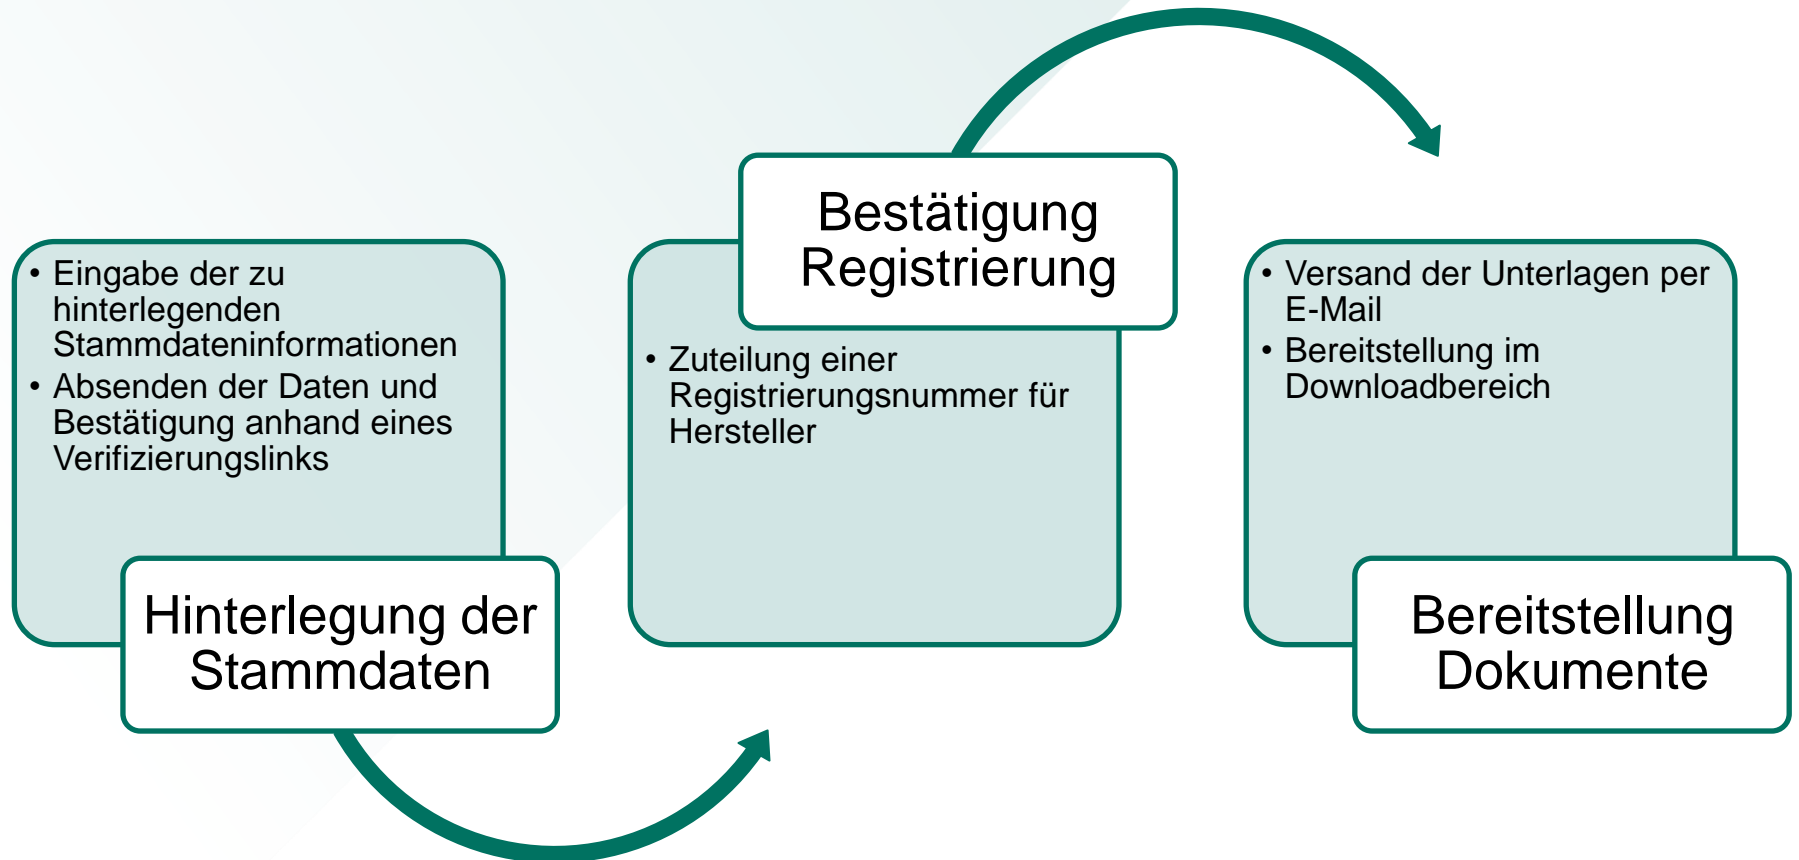 • Eingabe der zu
hinterlegenden
Stammdateninformationen
• Absenden der Daten und
Bestätigung anhand eines
Verifizierungslinks
Hinterlegung der
Stammdaten
Bestätigung
Registrierung
• Zuteilung einer
Registrierungsnummer für
Hersteller
• Versand der Unterlagen per
E-Mail
• Bereitstellung im
Downloadbereich
Bereitstellung
Dokumente